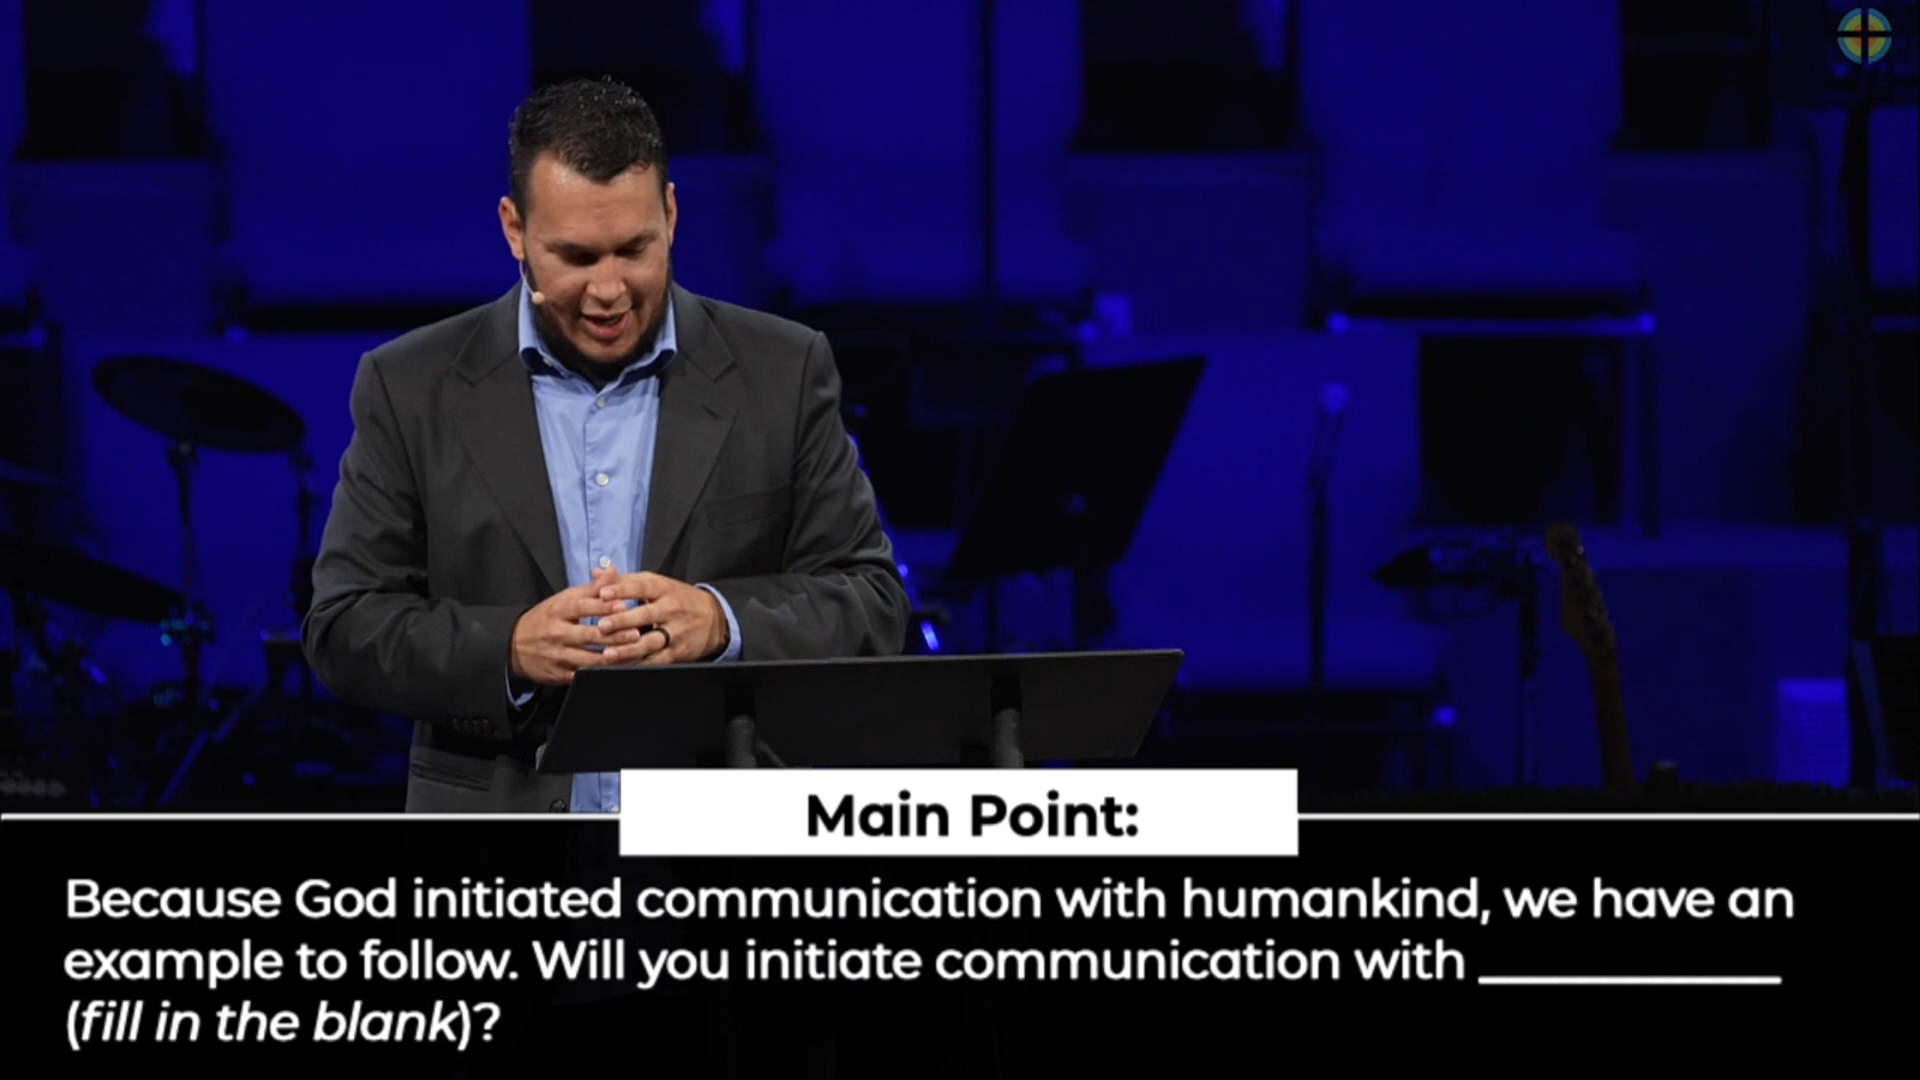 Main Point:
Because God initiated communication with humankind, we have an
example to follow. Will you initiate communication with __________
(fill in the blank)?